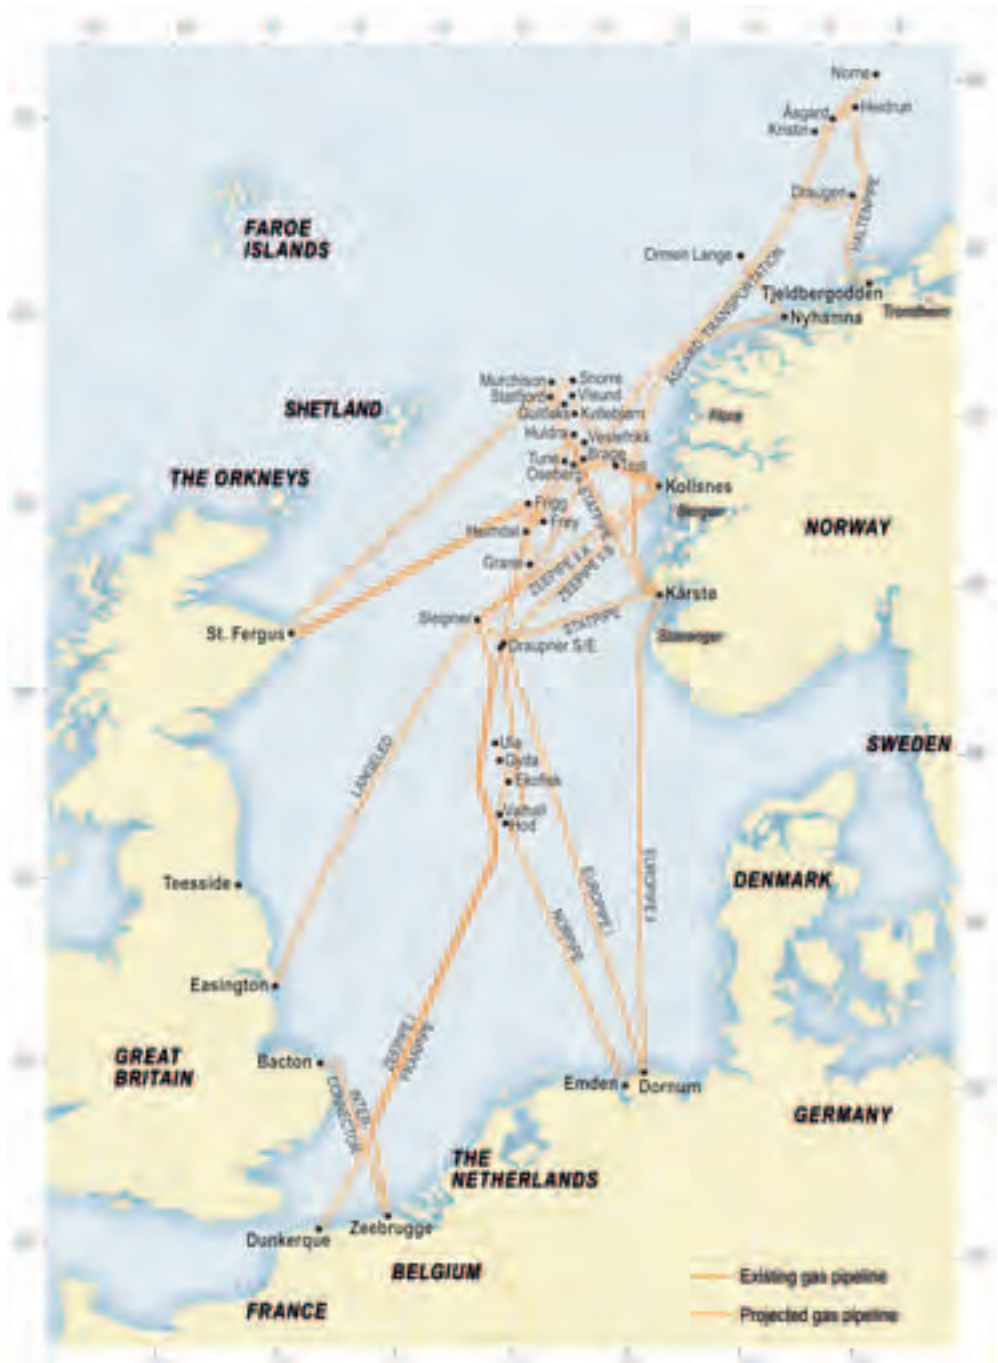 Norne
Heidrun
Åsgard
Kristin
Draugen
HALTENPIPE
FAROE
ISLANDS
Ormen Lange
ÅSGARD TRANSPORTATION
Tjeldbergodden
Trondheim
Nyhamna
Murchison
Snorre
Statfjord
Visund
Gullfaks
Kvitebjørn
SHETLAND
Florø
Huldra
Veslefrikk
Brage
Tune
Troll
Oseberg
THE ORKNEYS
Kollsnes
STATPIPE
Frigg
Bergen
Frøy
NORWAY
Heimdal
Grane
ZEEPIPE II A
ZEEPIPE II B
Kårstø
Sleipner
STATPIPE
St. Fergus
Stavanger
Draupner S/E
Ula
SWEDEN
Gyda
Ekofisk
LANGELED
Valhall
Hod
Teesside
DENMARK
EUROPIPE I
EUROPIPE II
NORPIPE
Easington
ZEEPIPE I
FRANPIPE
GREAT
BRITAIN
Bacton
INTER-
CONNECTOR
Emden
Dornum
GERMANY
THE
NETHERLANDS
Zeebrugge
Dunkerque
BELGIUM
FRANCE
Existing gas pipeline
Projected gas pipeline